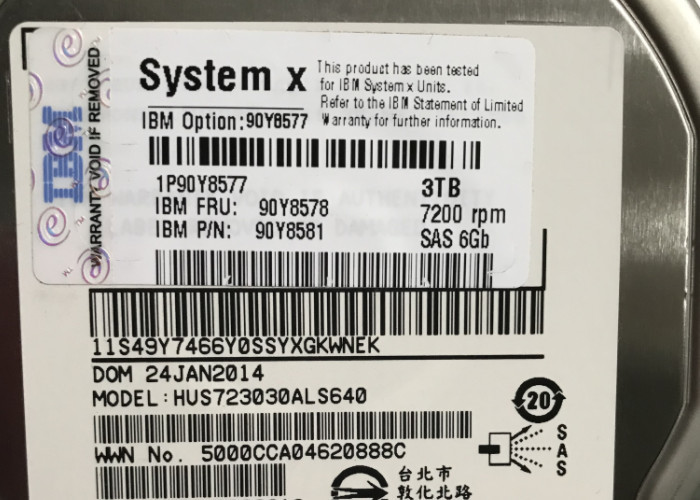 IBM
WARRANTY VOID IF REMOVED
System x
This product has been tested
for IBM System x Units.
Refer to the IBM Statement of Limited
Warranty for further information.
IBM Option:90Y8577
1P90Y8577
IBM FRU: 90Y8578
IBM P/N: 90Y8581
3TB
7200 rpm
SAS 6Gb
11S49Y7466Y0SSYXGKWNEK
DOM 24JAN2014
MODEL:HUS723030ALS640
WWN No. 5000CCA04620888C
20
SAS
台北市
敦化北路